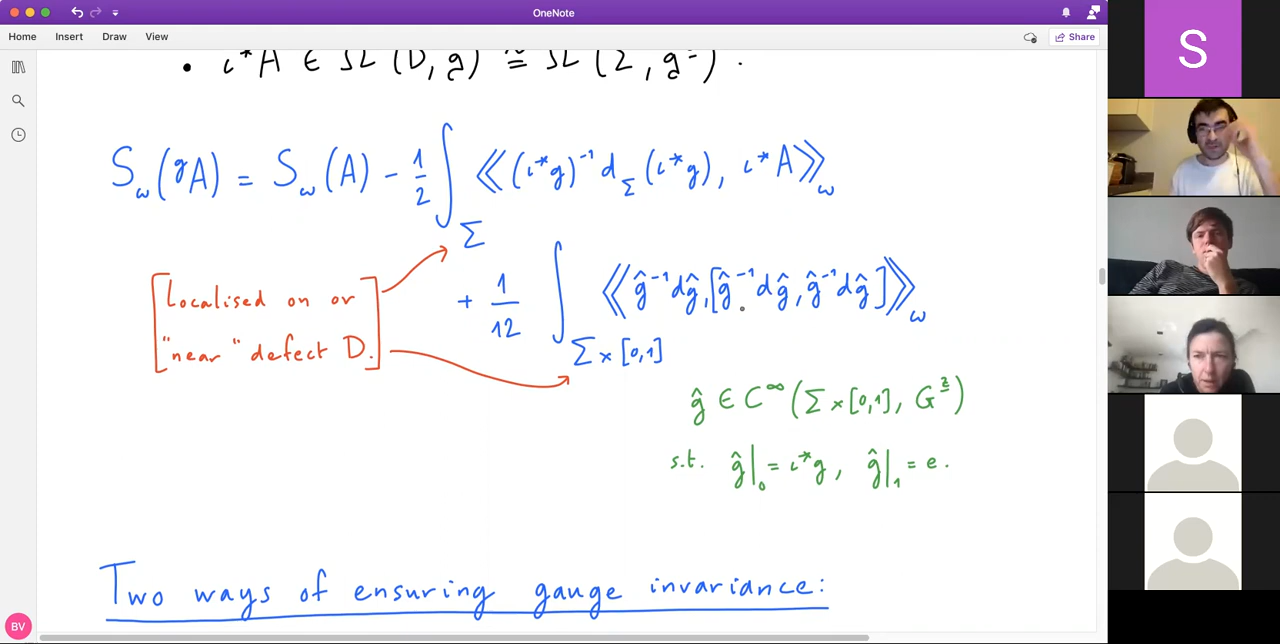 OneNote
Home Insert Draw View
Share
• ι*A ∈ Ω¹(D, g) ≅ Ω¹(Σ, g^z).
S_ω(ᵍA) = S_ω(A) - 1/2 ∫_Σ ⟪(ι*g)⁻¹ d_Σ (ι*g), ι*A⟫_ω
+ 1/12 ∫_{Σ×[0,1]} ⟪ĝ⁻¹dĝ, [ĝ⁻¹dĝ, ĝ⁻¹dĝ]⟫_ω
[Localised on or
"near" defect D.]
ĝ ∈ C^∞(Σ×[0,1], G^z)
s.t. ĝ|₀ = ι*g, ĝ|₁ = e.
Two ways of ensuring gauge invariance:
S
BV